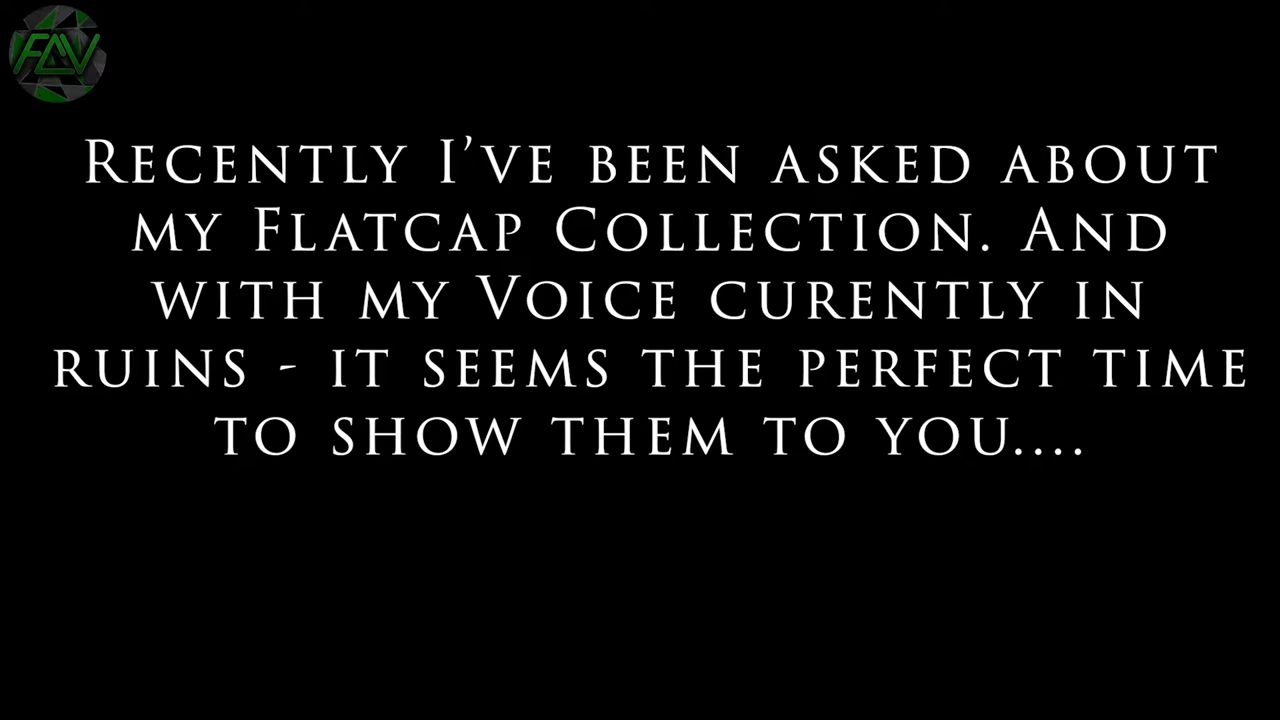 FMV
Recently I’ve been asked about
my Flatcap Collection. And
with my Voice curently in
ruins - it seems the perfect time
to show them to you....